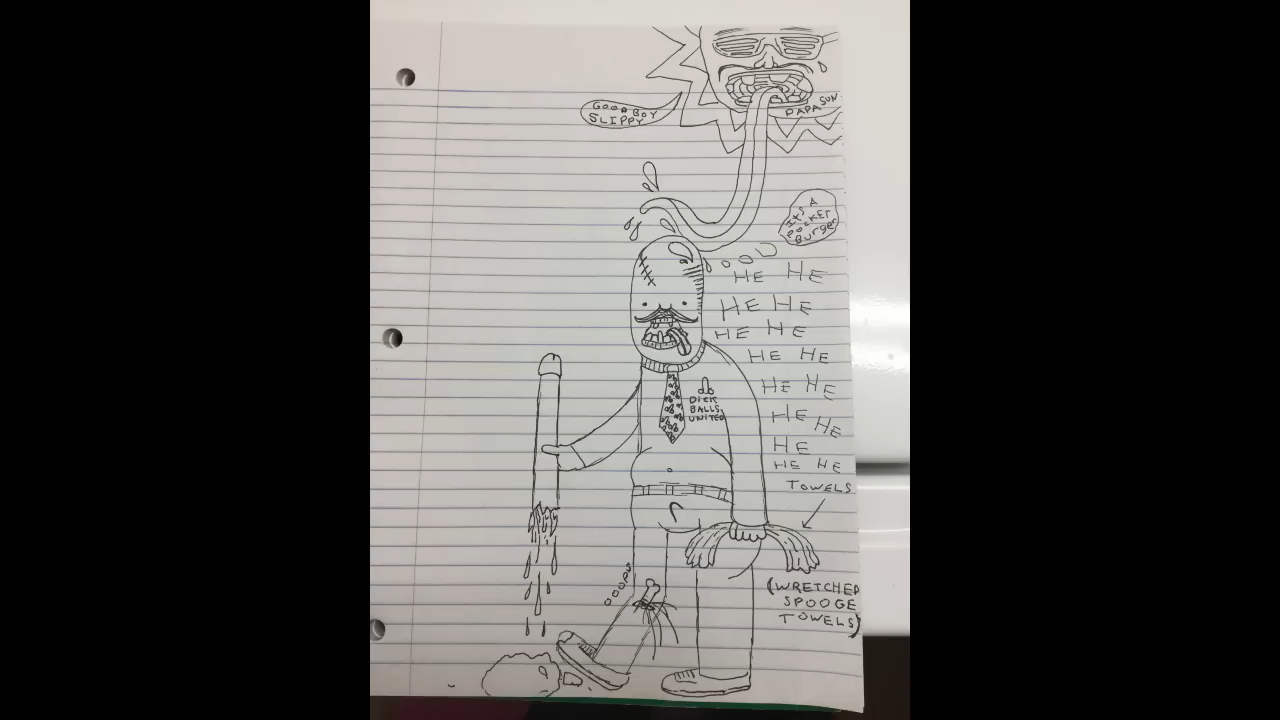 GOOD BOY
SLIPPY
PAPA SUN
IT'S A
POCKET
BURGER
HE HE
HE HE
HE HE
HE HE
HE HE
HE HE
HE
HE HE
DICK
BALLS
UNITED
TOWELS
(WRETCHED
SPOOGE
TOWELS)
OOOPS